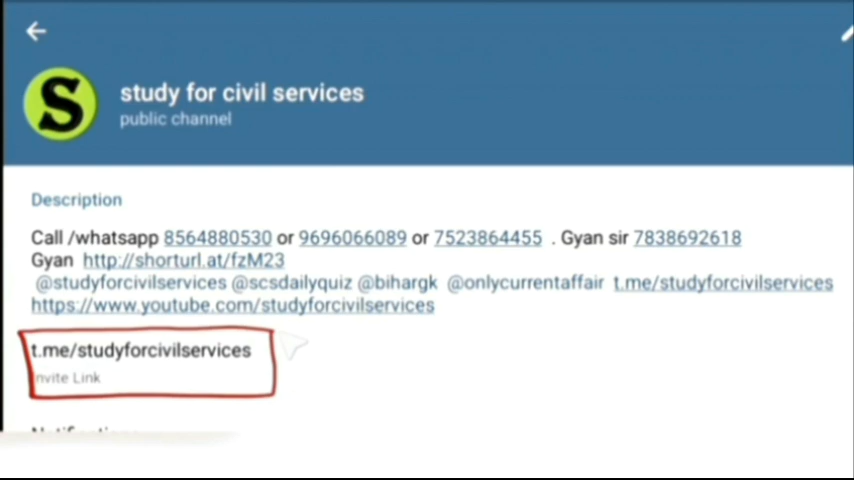 S
study for civil services
public channel
Description
Call /whatsapp 8564880530 or 9696066089 or 7523864455 . Gyan sir 7838692618
Gyan http://shorturl.at/fzM23
@studyforcivilservices @scsdailyquiz @bihargk @onlycurrentaffair t.me/studyforcivilservices
https://www.youtube.com/studyforcivilservices
t.me/studyforcivilservices
Invite Link